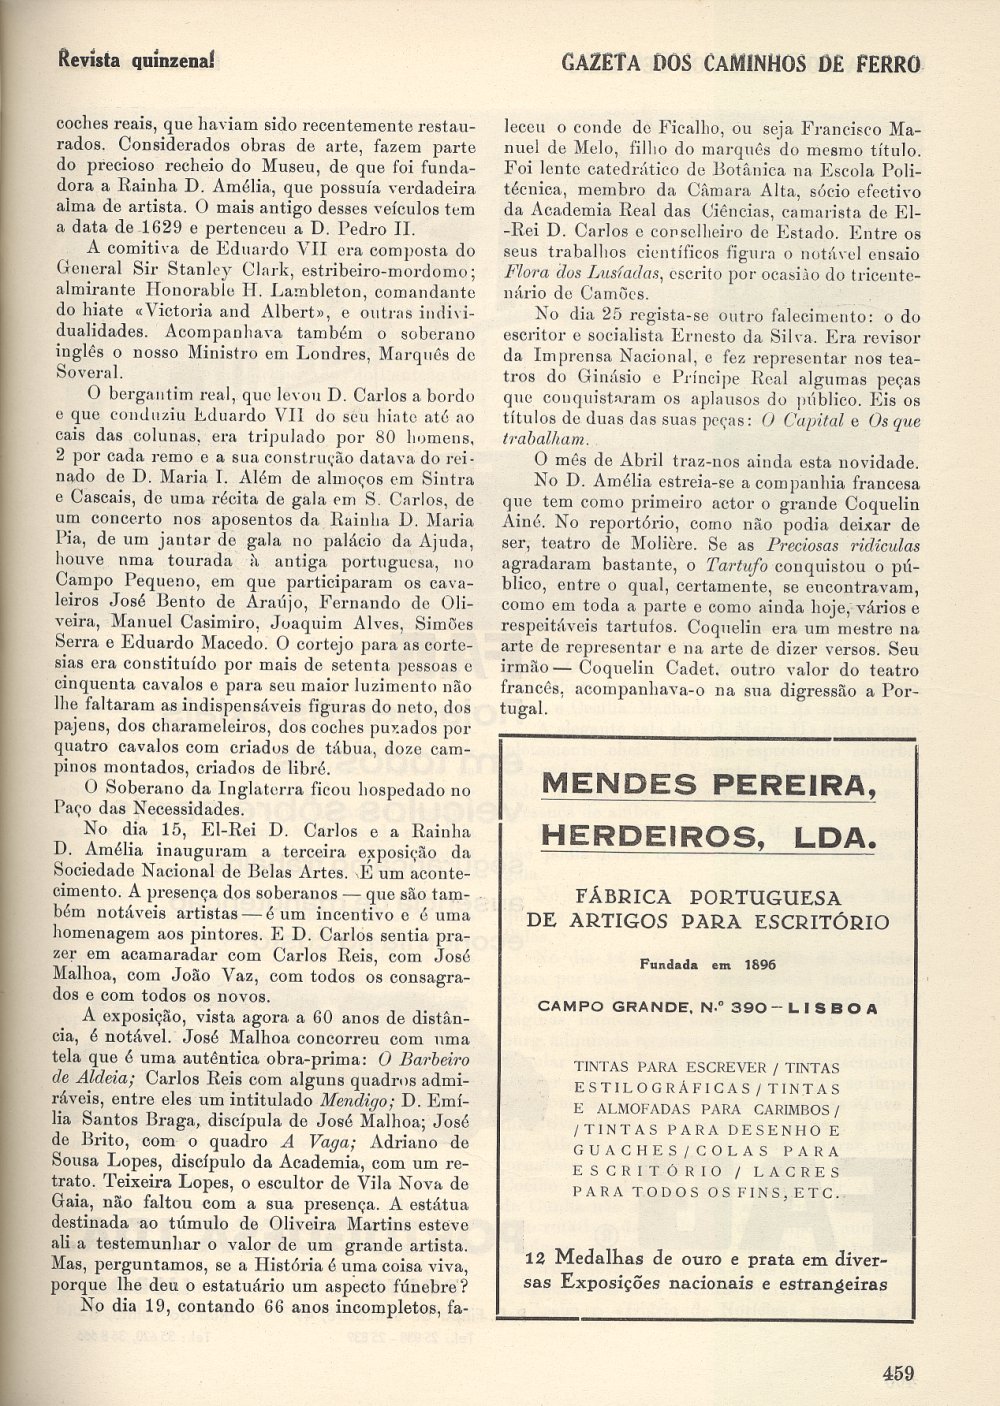 Revista quinzenal
GAZETA DOS CAMINHOS DE FERRO
coches reais, que haviam sido recentemente restau-
rados. Considerados obras de arte, fazem parte
do precioso recheio do Museu, de que foi funda-
dora a Rainha D. Amélia, que possuía verdadeira
alma de artista. O mais antigo desses veículos tem
a data de 1629 e pertenceu a D. Pedro II.
A comitiva de Eduardo VII era composta do
General Sir Stanley Clark, estribeiro-mordomo;
almirante Honorable H. Lambleton, comandante
do hiate «Victoria and Albert», e outras indivi-
dualidades. Acompanhava também o soberano
inglês o nosso Ministro em Londres, Marquês de
Soveral.
O bergantim real, que levou D. Carlos a bordo
e que conduziu Eduardo VII do seu hiate até ao
cais das colunas, era tripulado por 80 homens,
2 por cada remo e a sua construção datava do rei-
nado de D. Maria I. Além de almoços em Sintra
e Cascais, de uma récita de gala em S. Carlos, de
um concerto nos aposentos da Rainha D. Maria
Pia, de um jantar de gala no palácio da Ajuda,
houve nma tourada à antiga portuguesa, no
Campo Pequeno, em que participaram os cava-
leiros José Bento de Araújo, Fernando de Oli-
veira, Manuel Casimiro, Joaquim Alves, Simões
Serra e Eduardo Macedo. O cortejo para as corte-
sias era constituído por mais de setenta pessoas e
cinquenta cavalos e para seu maior luzimento não
lhe faltaram as indispensáveis figuras do neto, dos
pajens, dos charameleiros, dos coches puxados por
quatro cavalos com criados de tábua, doze cam-
pinos montados, criados de libré.
O Soberano da Inglaterra ficou hospedado no
Paço das Necessidades.
No dia 15, El-Rei D. Carlos e a Rainha
D. Amélia inauguram a terceira exposição da
Sociedade Nacional de Belas Artes. É um aconte-
cimento. A presença dos soberanos — que são tam-
bém notáveis artistas — é um incentivo e é uma
homenagem aos pintores. E D. Carlos sentia pra-
zer em acamaradar com Carlos Reis, com José
Malhoa, com João Vaz, com todos os consagra-
dos e com todos os novos.
A exposição, vista agora a 60 anos de distân-
cia, é notável. José Malhoa concorreu com uma
tela que é uma autêntica obra-prima: O Barbeiro
de Aldeia; Carlos Reis com alguns quadros admi-
ráveis, entre eles um intitulado Mendigo; D. Emí-
lia Santos Braga, discípula de José Malhoa; José
de Brito, com o quadro A Vaga; Adriano de
Sousa Lopes, discípulo da Academia, com um re-
trato. Teixeira Lopes, o escultor de Vila Nova de
Gaia, não faltou com a sua presença. A estátua
destinada ao túmulo de Oliveira Martins esteve
ali a testemunhar o valor de um grande artista.
Mas, perguntamos, se a História é uma coisa viva,
porque lhe deu o estatuário um aspecto fúnebre?
No dia 19, contando 66 anos incompletos, fa-
leceu o conde de Ficalho, ou seja Francisco Ma-
nuel de Melo, filho do marquês do mesmo título.
Foi lente catedrático de Botânica na Escola Poli-
técnica, membro da Câmara Alta, sócio efectivo
da Academia Real das Ciências, camarista de El-
-Rei D. Carlos e conselheiro de Estado. Entre os
seus trabalhos científicos figura o notável ensaio
Flora dos Lusíadas, escrito por ocasião do tricente-
nário de Camões.
No dia 25 regista-se outro falecimento: o do
escritor e socialista Ernesto da Silva. Era revisor
da Imprensa Nacional, e fez representar nos tea-
tros do Ginásio e Príncipe Real algumas peças
que conquistaram os aplausos do público. Eis os
títulos de duas das suas peças: O Capital e Os que
trabalham.
O mês de Abril traz-nos ainda esta novidade.
No D. Amélia estreia-se a companhia francesa
que tem como primeiro actor o grande Coquelin
Ainé. No reportório, como não podia deixar de
ser, teatro de Molière. Se as Preciosas ridículas
agradaram bastante, o Tartufo conquistou o pú-
blico, entre o qual, certamente, se encontravam,
como em toda a parte e como ainda hoje, vários e
respeitáveis tartufos. Coquelin era um mestre na
arte de representar e na arte de dizer versos. Seu
irmão — Coquelin Cadet, outro valor do teatro
francês, acompanhava-o na sua digressão a Por-
tugal.
MENDES PEREIRA,
HERDEIROS, LDA.
FÁBRICA PORTUGUESA
DE ARTIGOS PARA ESCRITÓRIO
Fundada em 1896
CAMPO GRANDE, N.º 390 — LISBOA
TINTAS PARA ESCREVER / TINTAS
ESTILOGRÁFICAS / TINTAS
E ALMOFADAS PARA CARIMBOS /
/ TINTAS PARA DESENHO E
GUACHES / COLAS PARA
ESCRITÓRIO / LACRES
PARA TODOS OS FINS, ETC.
12 Medalhas de ouro e prata em diver-
sas Exposições nacionais e estrangeiras
459